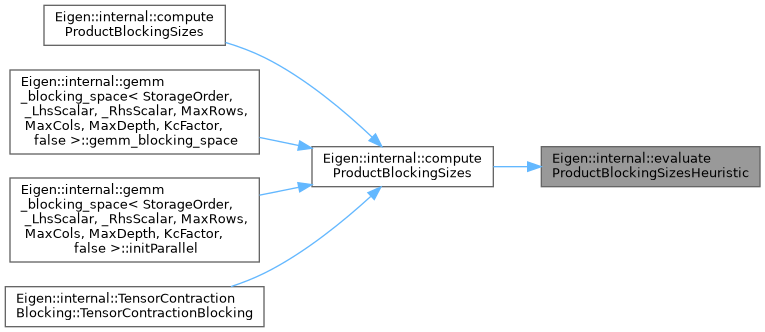 Eigen::internal::compute
ProductBlockingSizes
Eigen::internal::gemm
_blocking_space< StorageOrder,
_LhsScalar, _RhsScalar, MaxRows,
MaxCols, MaxDepth, KcFactor,
false >::gemm_blocking_space
Eigen::internal::gemm
_blocking_space< StorageOrder,
_LhsScalar, _RhsScalar, MaxRows,
MaxCols, MaxDepth, KcFactor,
false >::initParallel
Eigen::internal::TensorContraction
Blocking::TensorContractionBlocking
Eigen::internal::compute
ProductBlockingSizes
Eigen::internal::evaluate
ProductBlockingSizesHeuristic